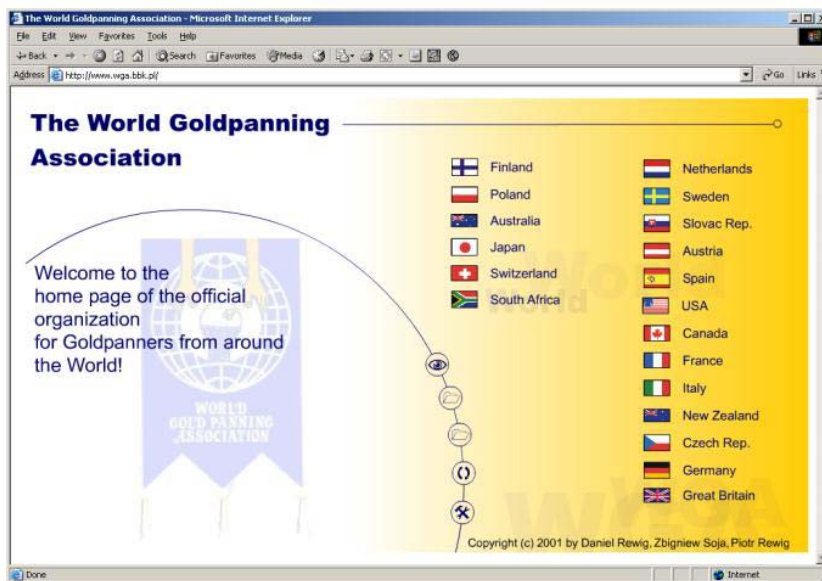 The World Goldpanning Association - Microsoft Internet Explorer
File Edit View Favorites Tools Help
Back Search Favorites Media
Address http://www.wga.bbk.pl/ Go Links
The World Goldpanning
Association
Welcome to the
home page of the official
organization
for Goldpanners from around
the World!
WORLD
GOLD PANNING
ASSOCIATION
Finland
Poland
Australia
Japan
Switzerland
South Africa
Netherlands
Sweden
Slovac Rep.
Austria
Spain
USA
Canada
France
Italy
New Zealand
Czech Rep.
Germany
Great Britain
World
World
WGA
Copyright (c) 2001 by Daniel Rewig, Zbigniew Soja, Piotr Rewig
Done Internet